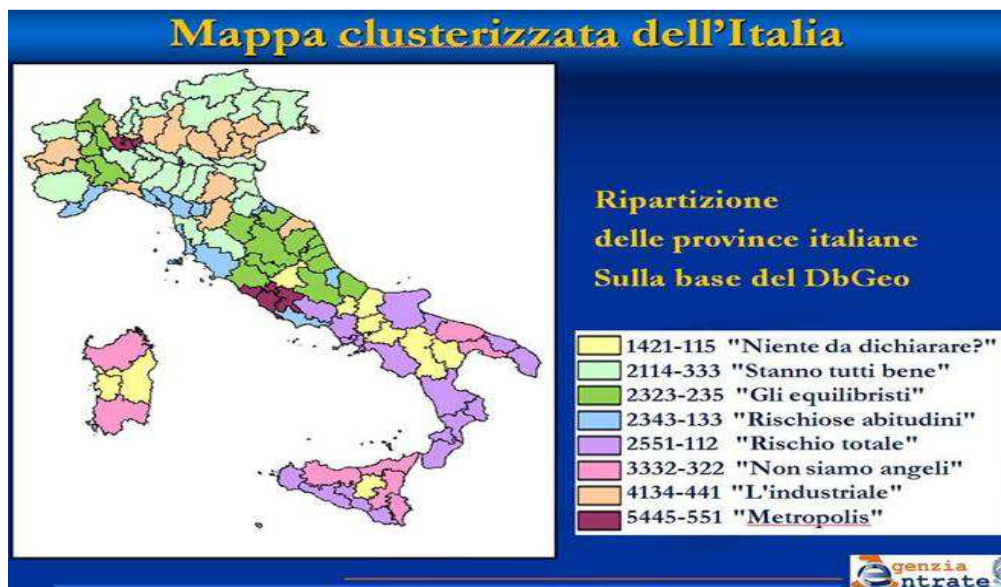 Mappa clusterizzata dell'Italia
Ripartizione
delle province italiane
Sulla base del DbGeo
1421-115 "Niente da dichiarare?"
2114-333 "Stanno tutti bene"
2323-235 "Gli equilibristi"
2343-133 "Rischiose abitudini"
2551-112 "Rischio totale"
3332-322 "Non siamo angeli"
4134-441 "L'industriale"
5445-551 "Metropolis"
genzia
ntrate